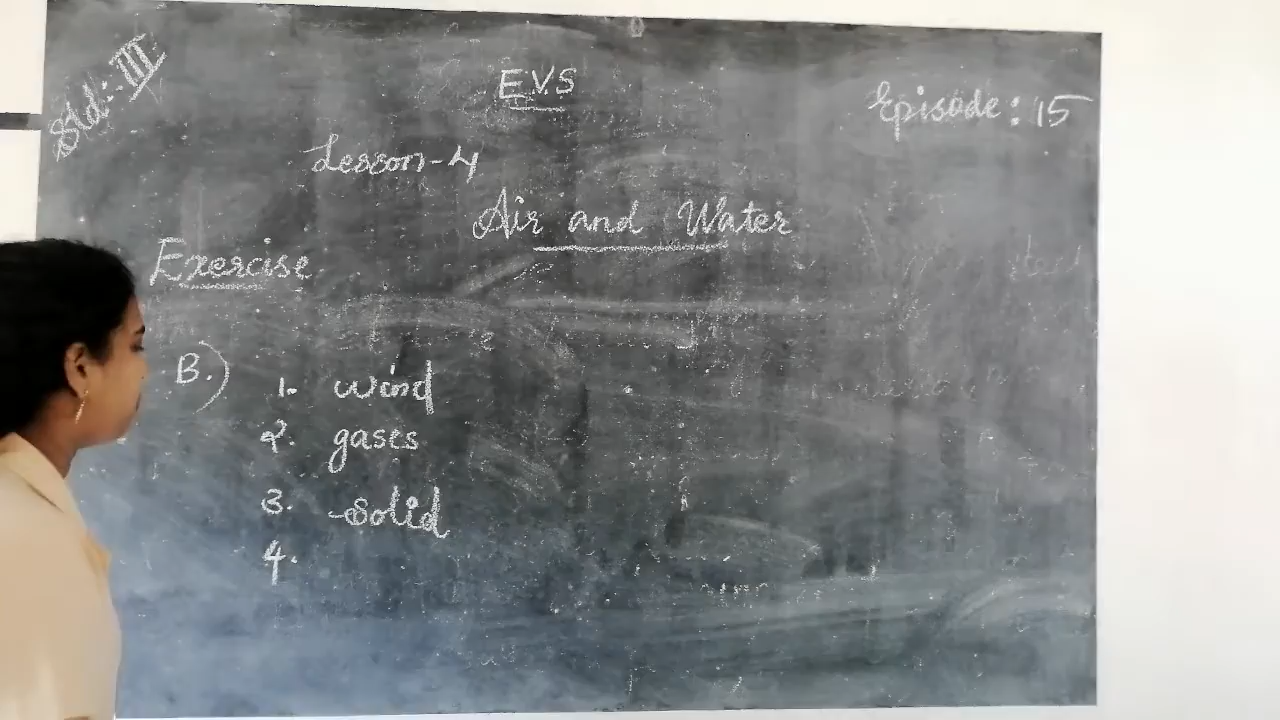 Std:- III
E.V.S
Episode: 15
Lesson-4
Air and Water
Exercise
B.) 1. wind
2. gases
3. solid
4.